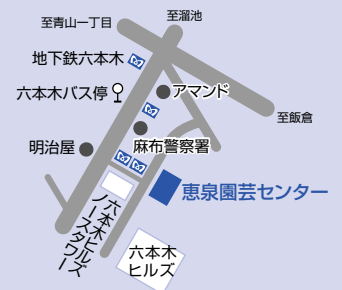 至溜池
至青山一丁目
地下鉄六本木
六本木バス停
アマンド
至飯倉
明治屋
麻布警察署
恵泉園芸センター
六本木ヒルズ
ノースタワーズ
六本木
ヒルズ